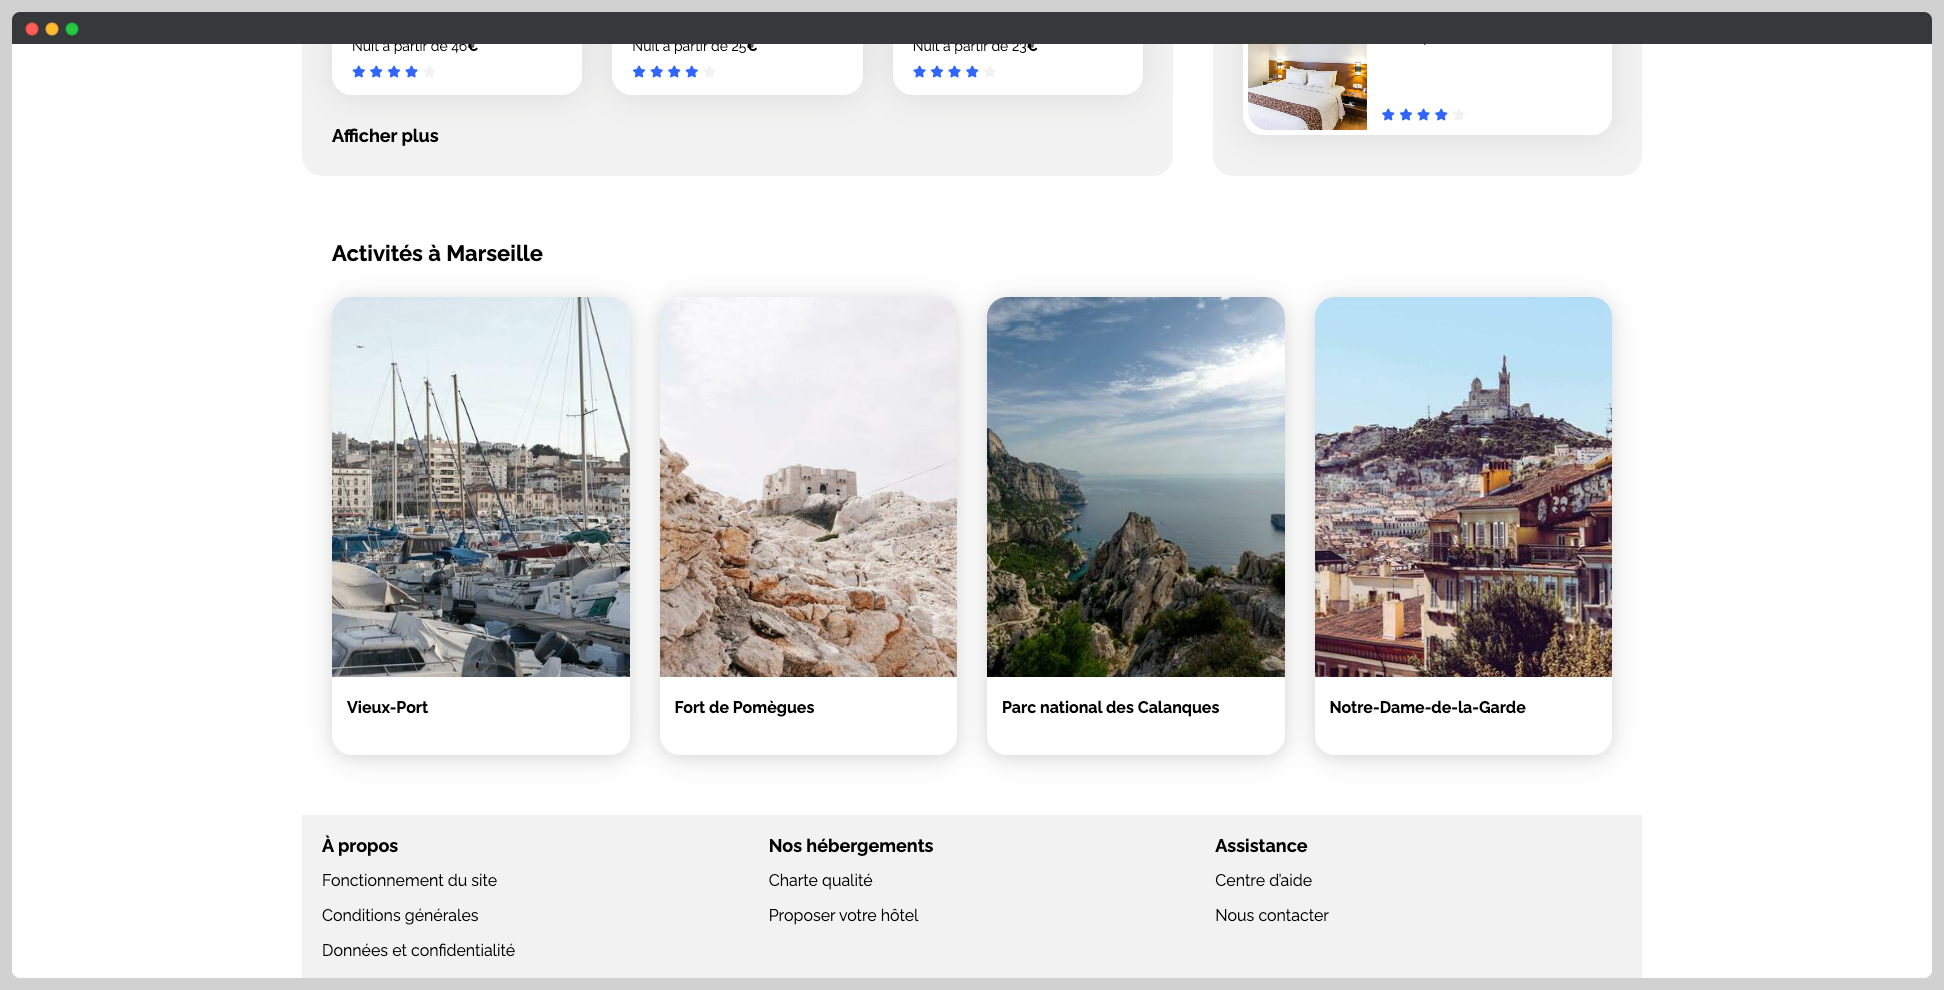 Nuit à partir de 46€
Nuit à partir de 25€
Nuit à partir de 23€
Afficher plus
Activités à Marseille
Vieux-Port
Fort de Pomègues
Parc national des Calanques
Notre-Dame-de-la-Garde
À propos
Fonctionnement du site
Conditions générales
Données et confidentialité
Nos hébergements
Charte qualité
Proposer votre hôtel
Assistance
Centre d'aide
Nous contacter